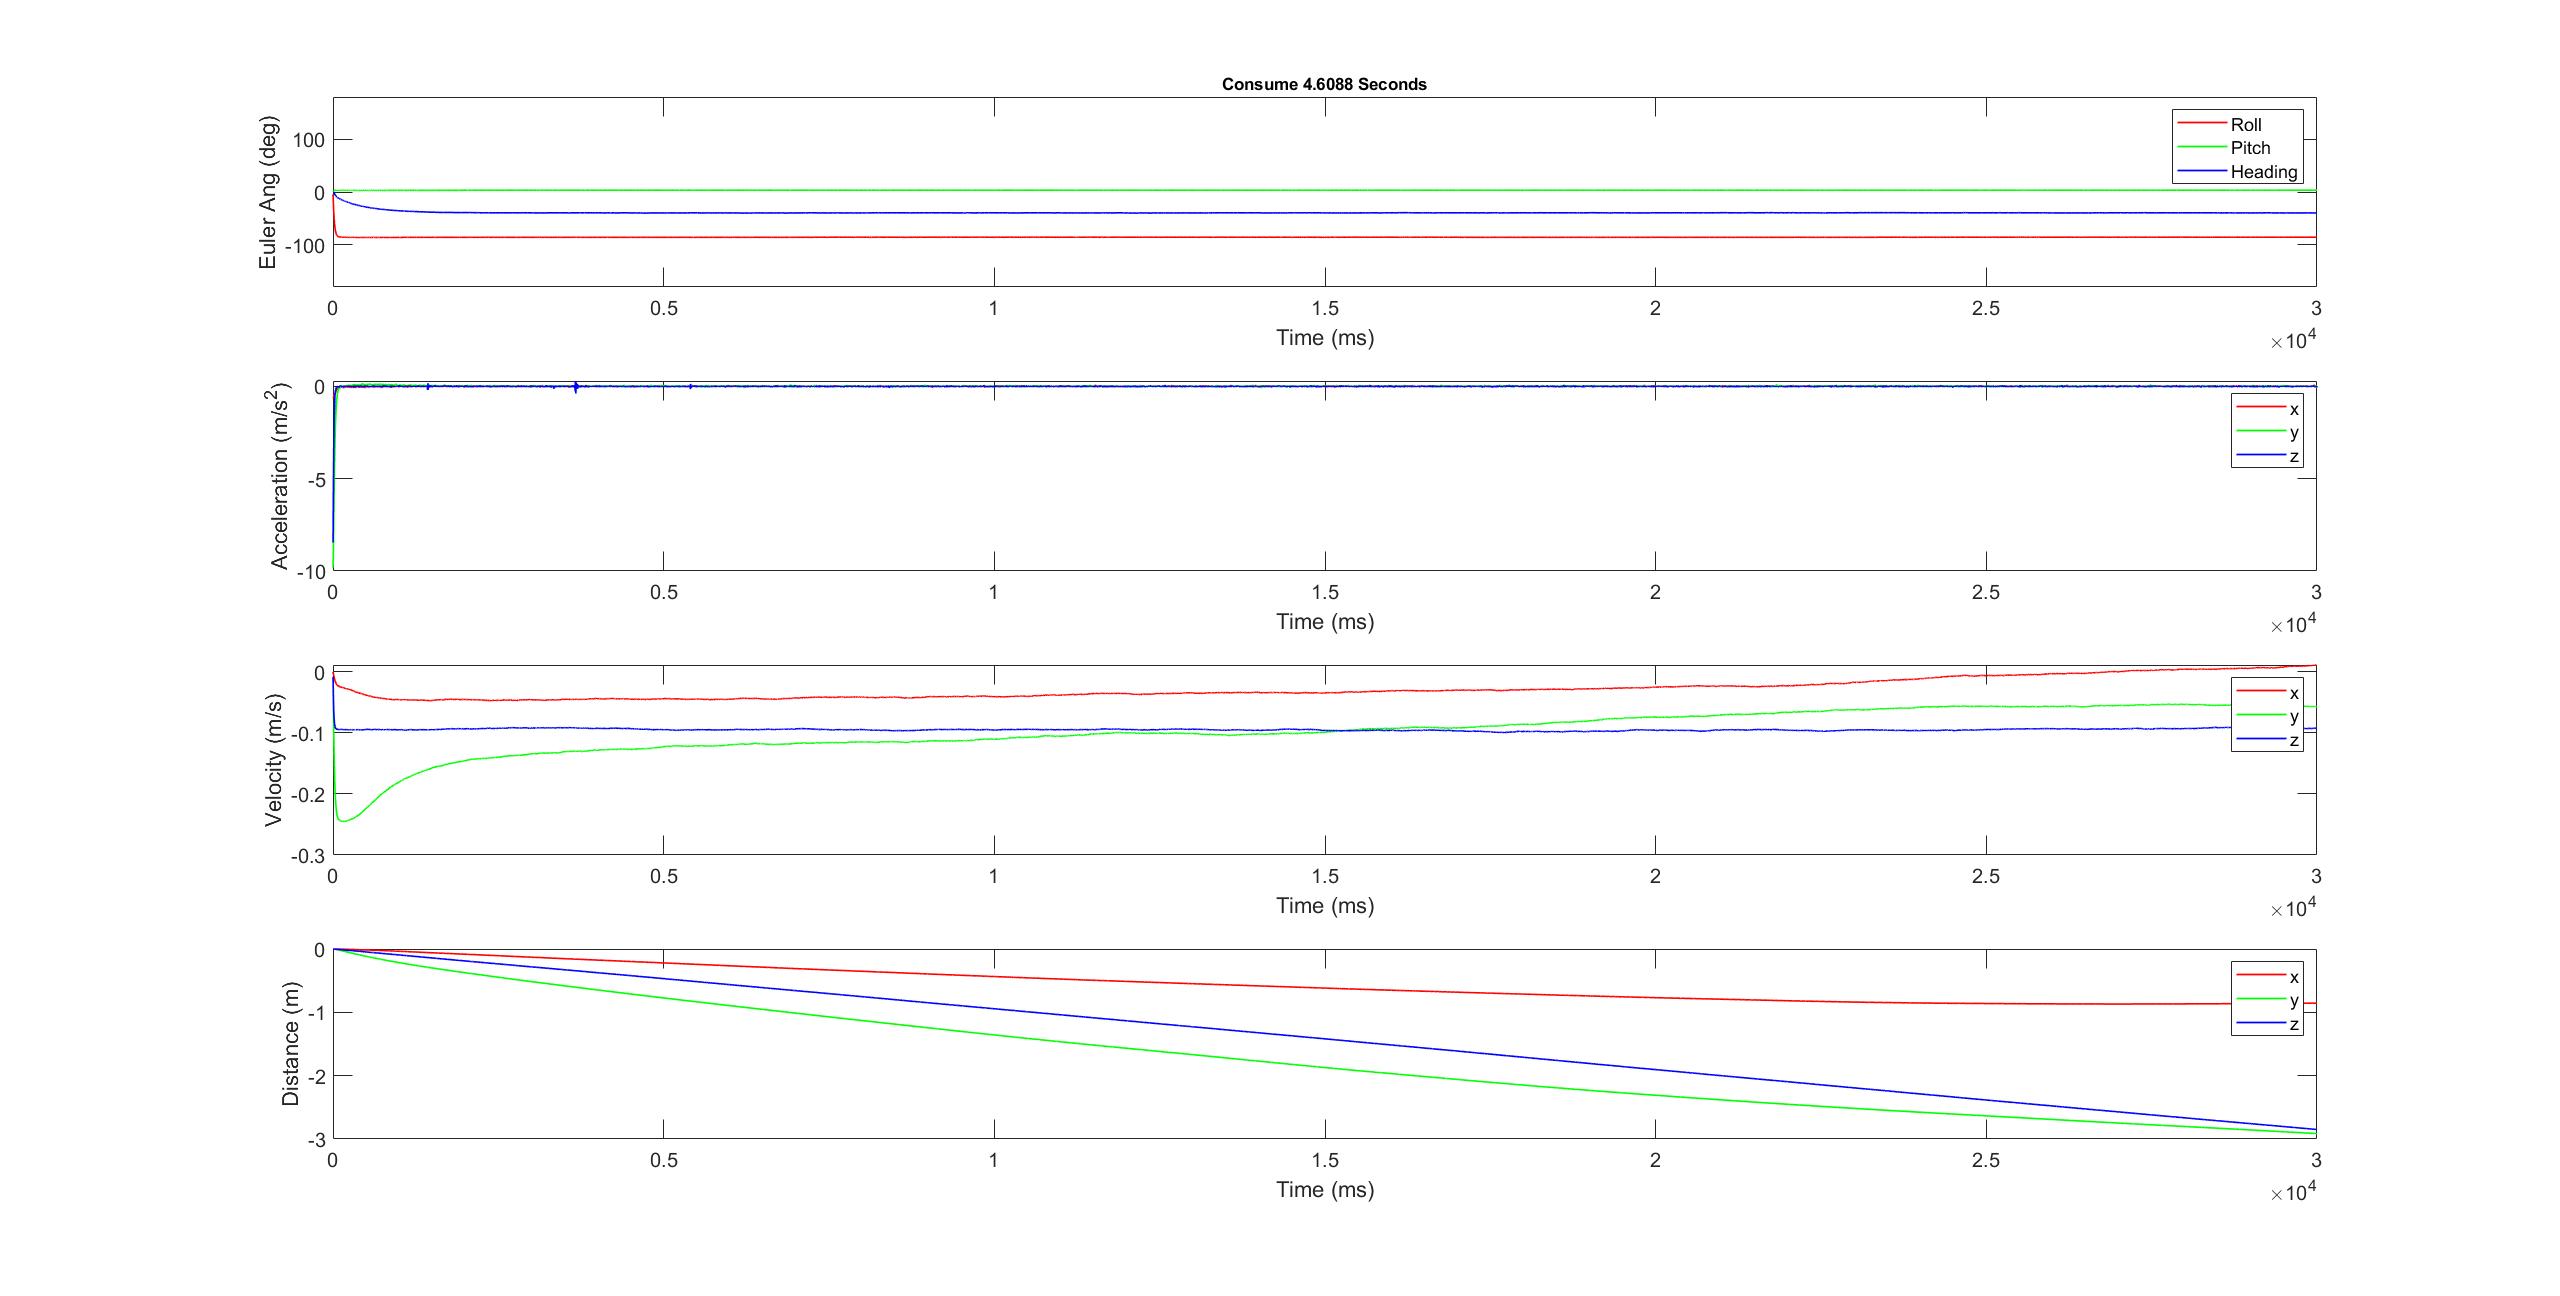 Consume 4.6088 Seconds
Euler Ang (deg)
100
0
-100
Roll
Pitch
Heading
0 0.5 1 1.5 2 2.5 3
Time (ms)
×10^4
Acceleration (m/s^2)
0
-5
-10
x
y
z
0 0.5 1 1.5 2 2.5 3
Time (ms)
×10^4
Velocity (m/s)
0
-0.1
-0.2
-0.3
x
y
z
0 0.5 1 1.5 2 2.5 3
Time (ms)
×10^4
Distance (m)
0
-1
-2
-3
x
y
z
0 0.5 1 1.5 2 2.5 3
Time (ms)
×10^4